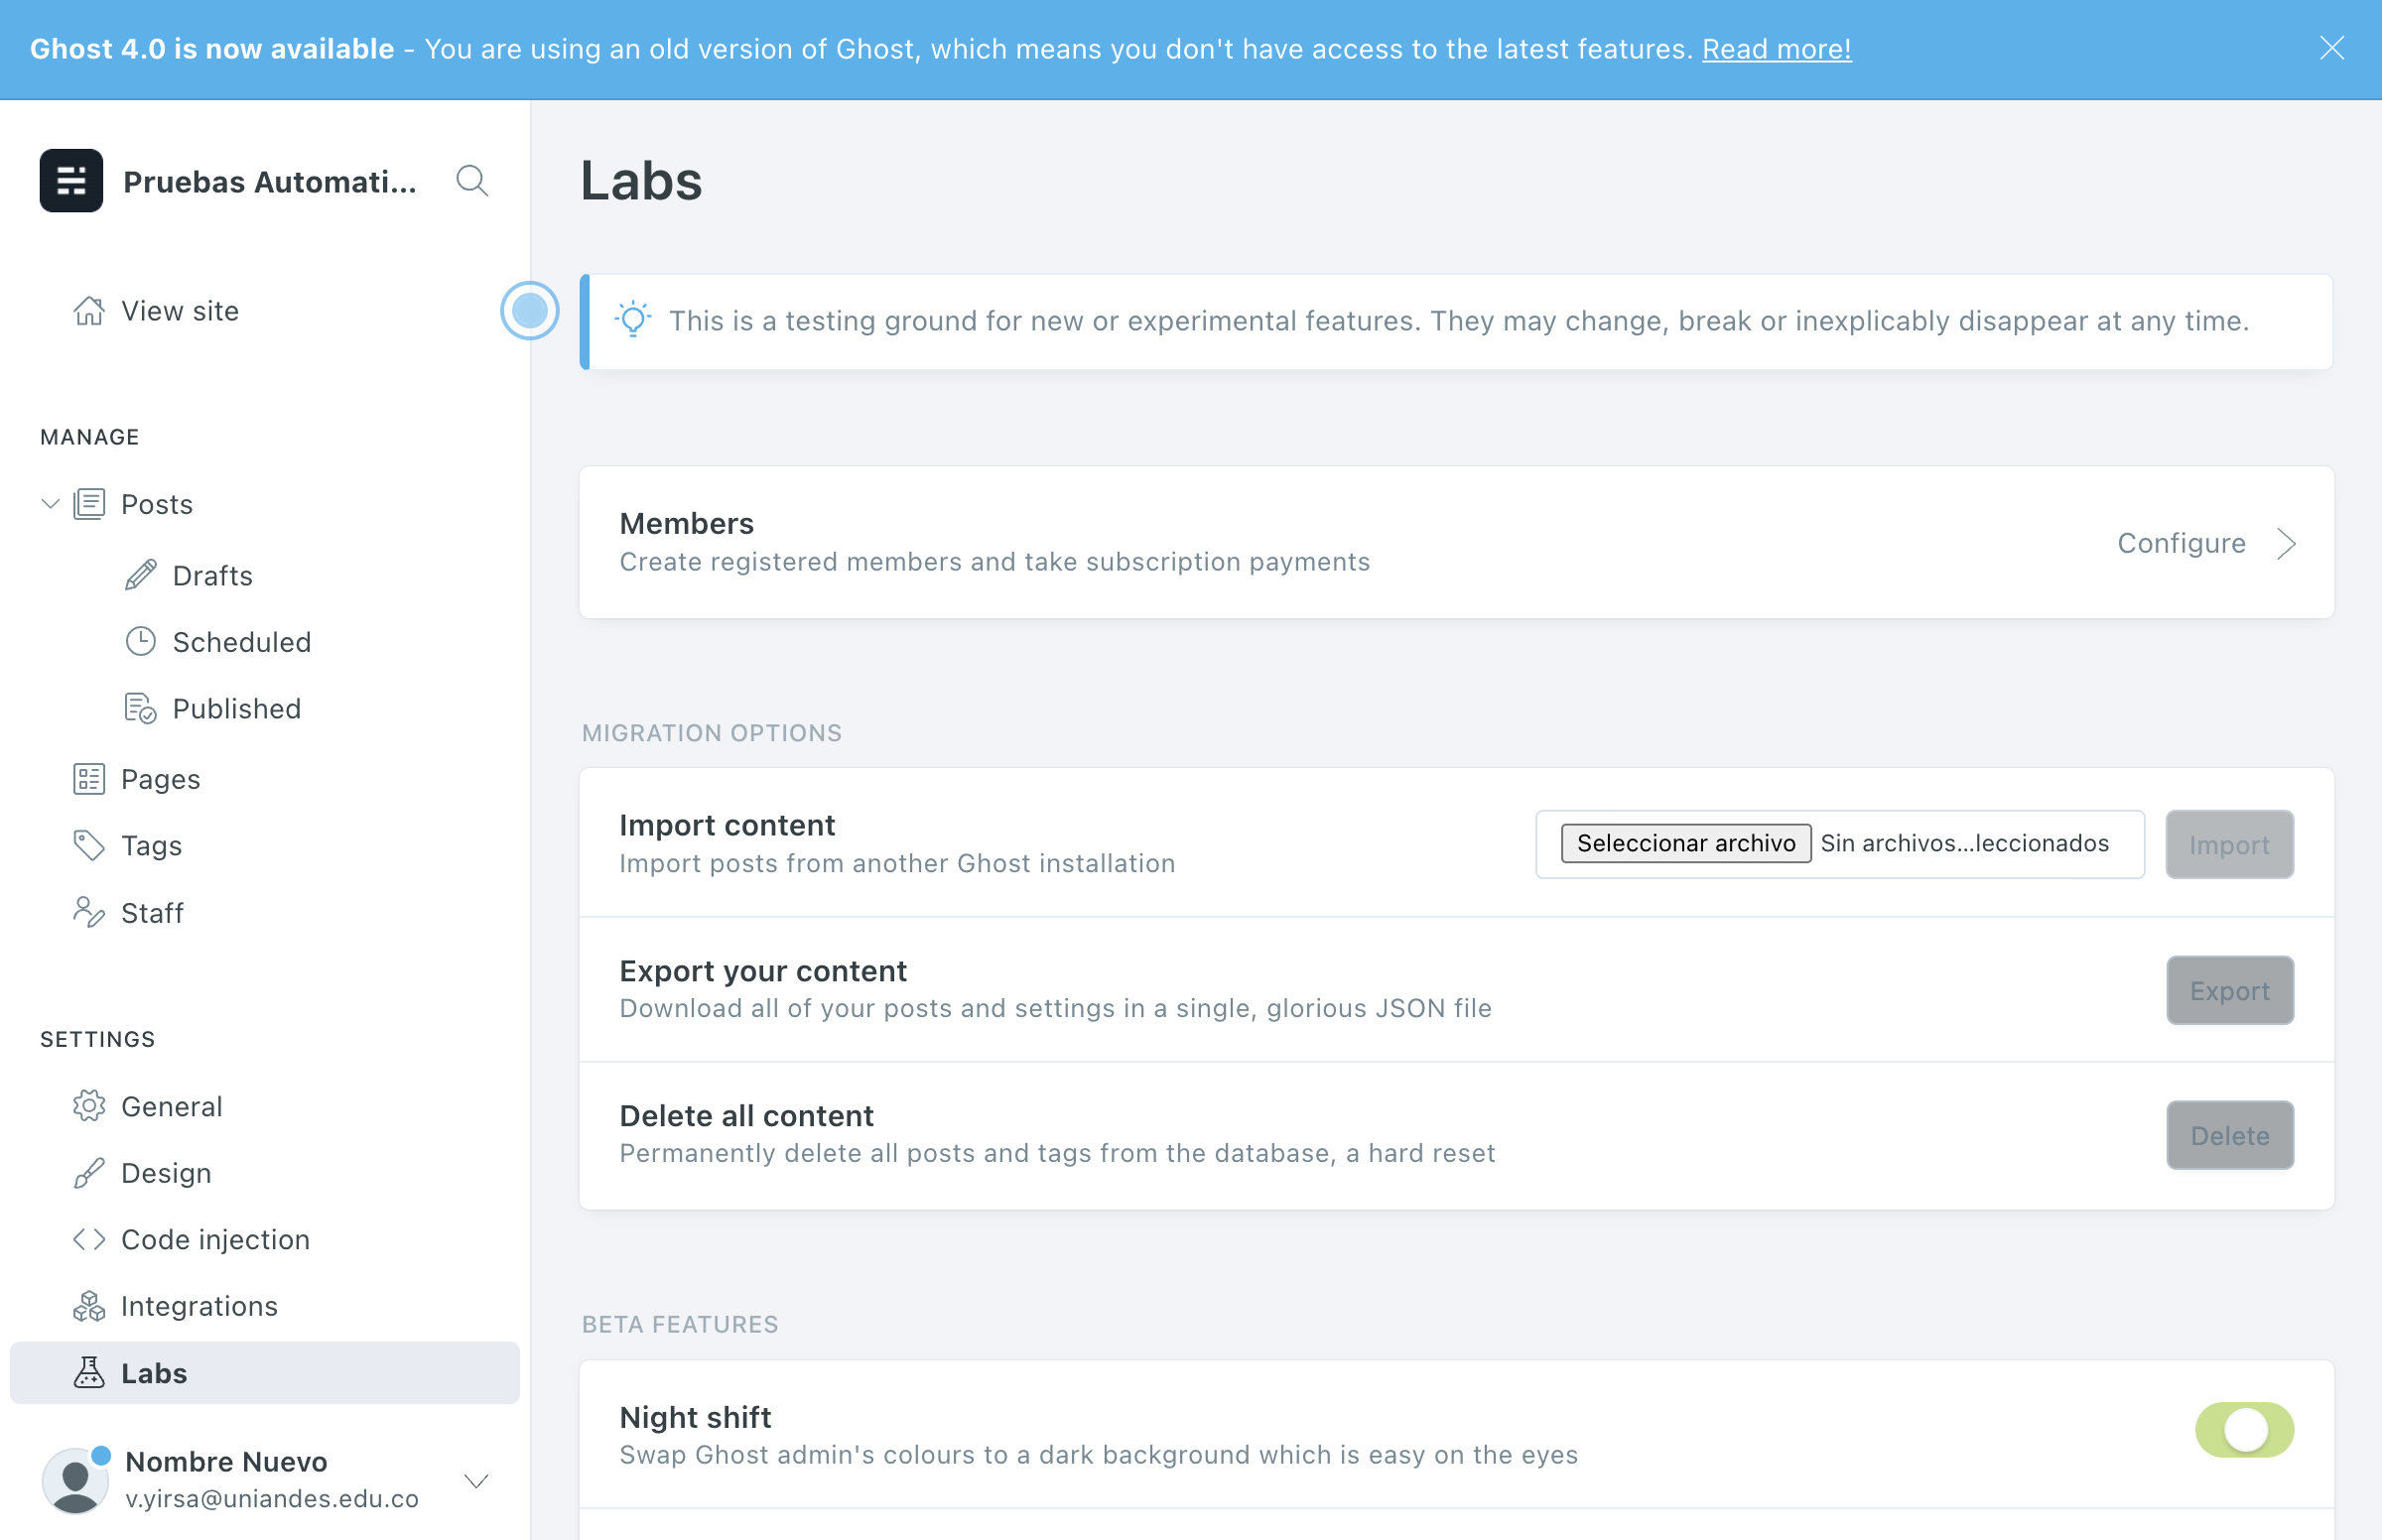 Ghost 4.0 is now available - You are using an old version of Ghost, which means you don't have access to the latest features. Read more!
Pruebas Automati...
View site
MANAGE
Posts
Drafts
Scheduled
Published
Pages
Tags
Staff
SETTINGS
General
Design
Code injection
Integrations
Labs
Nombre Nuevo
v.yirsa@uniandes.edu.co
Labs
This is a testing ground for new or experimental features. They may change, break or inexplicably disappear at any time.
Members
Create registered members and take subscription payments
Configure
MIGRATION OPTIONS
Import content
Import posts from another Ghost installation
Seleccionar archivo Sin archivos...leccionados
Import
Export your content
Download all of your posts and settings in a single, glorious JSON file
Export
Delete all content
Permanently delete all posts and tags from the database, a hard reset
Delete
BETA FEATURES
Night shift
Swap Ghost admin's colours to a dark background which is easy on the eyes